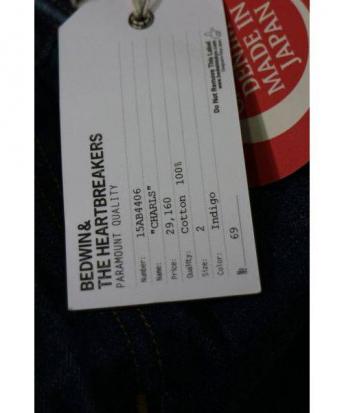 BEDWIN&
THE HEARTBREAKERS
PARAMOUNT QUALITY
Number: 15AB4406
Name: "CHARLS"
Price: 29,160
Quality: Cotton 100%
Size: 2
Color: Indigo
69
Do Not Remove This Label
DENIM
MADE IN
JAPAN